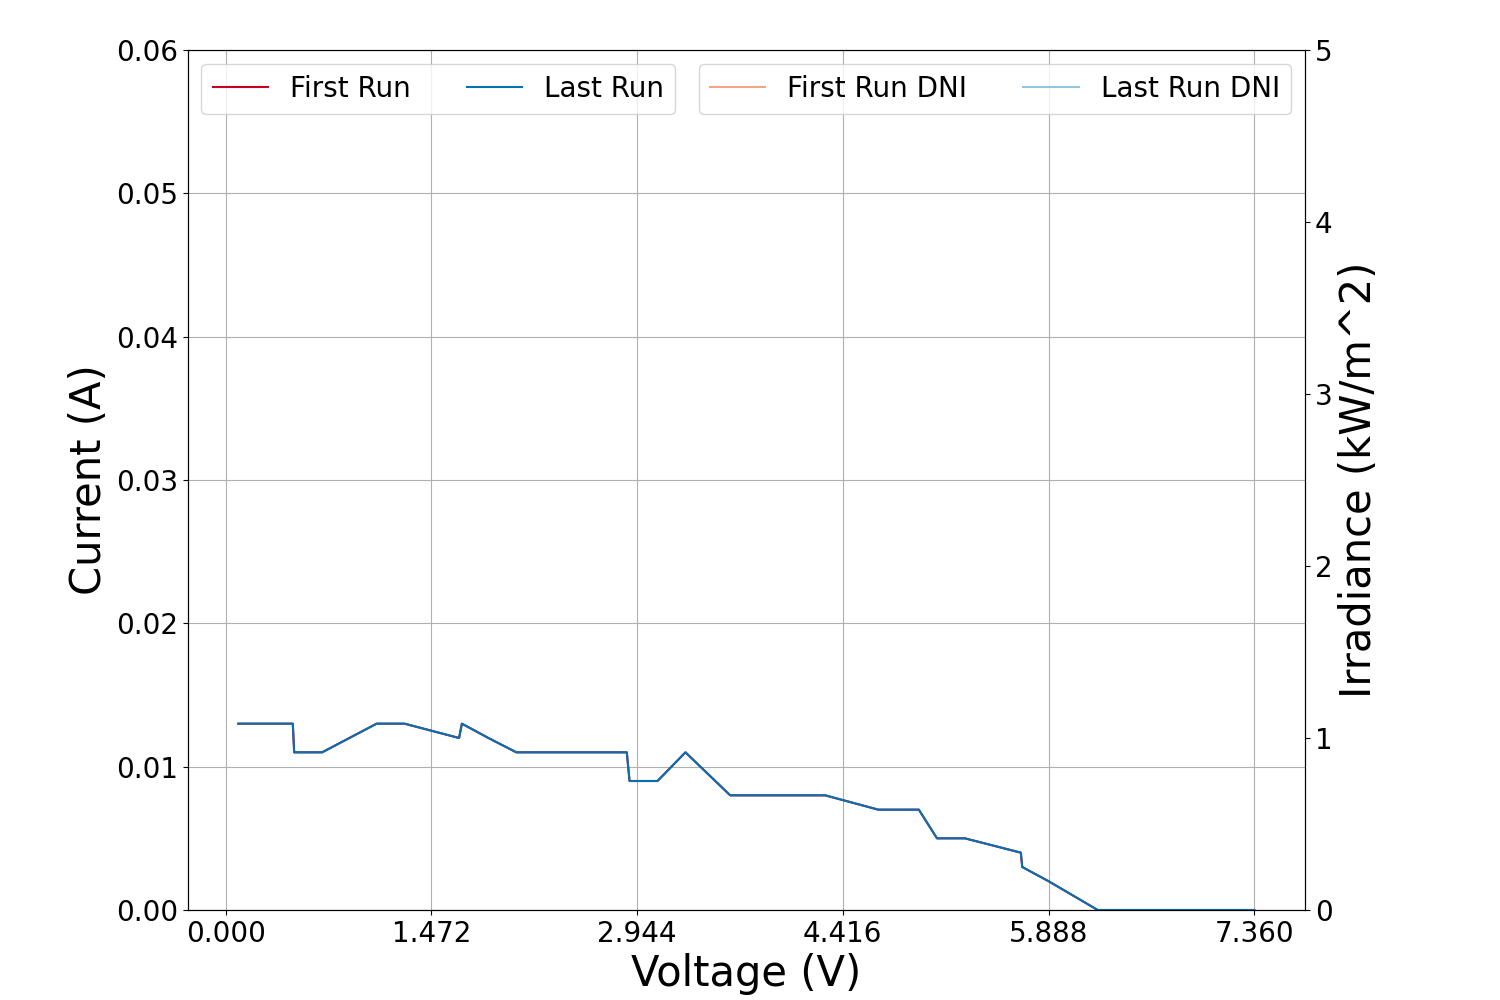 First Run
Last Run
First Run DNI
Last Run DNI
0.06
0.05
0.04
0.03
0.02
0.01
0.00
Current (A)
5
4
3
2
1
0
Irradiance (kW/m^2)
0.000 1.472 2.944 4.416 5.888 7.360
Voltage (V)